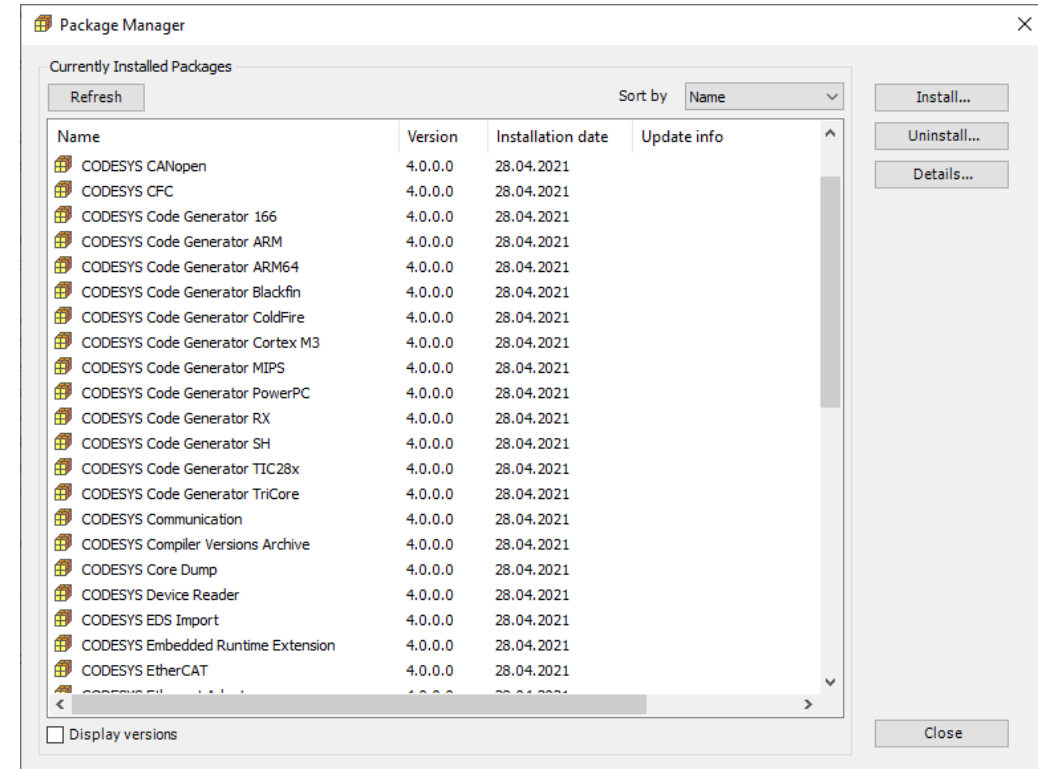 Package Manager
Currently Installed Packages
Refresh Sort by Name Install...
Name Version Installation date Update info Uninstall...
CODESYS CANopen 4.0.0.0 28.04.2021 Details...
CODESYS CFC 4.0.0.0 28.04.2021
CODESYS Code Generator 166 4.0.0.0 28.04.2021
CODESYS Code Generator ARM 4.0.0.0 28.04.2021
CODESYS Code Generator ARM64 4.0.0.0 28.04.2021
CODESYS Code Generator Blackfin 4.0.0.0 28.04.2021
CODESYS Code Generator ColdFire 4.0.0.0 28.04.2021
CODESYS Code Generator Cortex M3 4.0.0.0 28.04.2021
CODESYS Code Generator MIPS 4.0.0.0 28.04.2021
CODESYS Code Generator PowerPC 4.0.0.0 28.04.2021
CODESYS Code Generator RX 4.0.0.0 28.04.2021
CODESYS Code Generator SH 4.0.0.0 28.04.2021
CODESYS Code Generator TIC28x 4.0.0.0 28.04.2021
CODESYS Code Generator TriCore 4.0.0.0 28.04.2021
CODESYS Communication 4.0.0.0 28.04.2021
CODESYS Compiler Versions Archive 4.0.0.0 28.04.2021
CODESYS Core Dump 4.0.0.0 28.04.2021
CODESYS Device Reader 4.0.0.0 28.04.2021
CODESYS EDS Import 4.0.0.0 28.04.2021
CODESYS Embedded Runtime Extension 4.0.0.0 28.04.2021
CODESYS EtherCAT 4.0.0.0 28.04.2021
Display versions Close